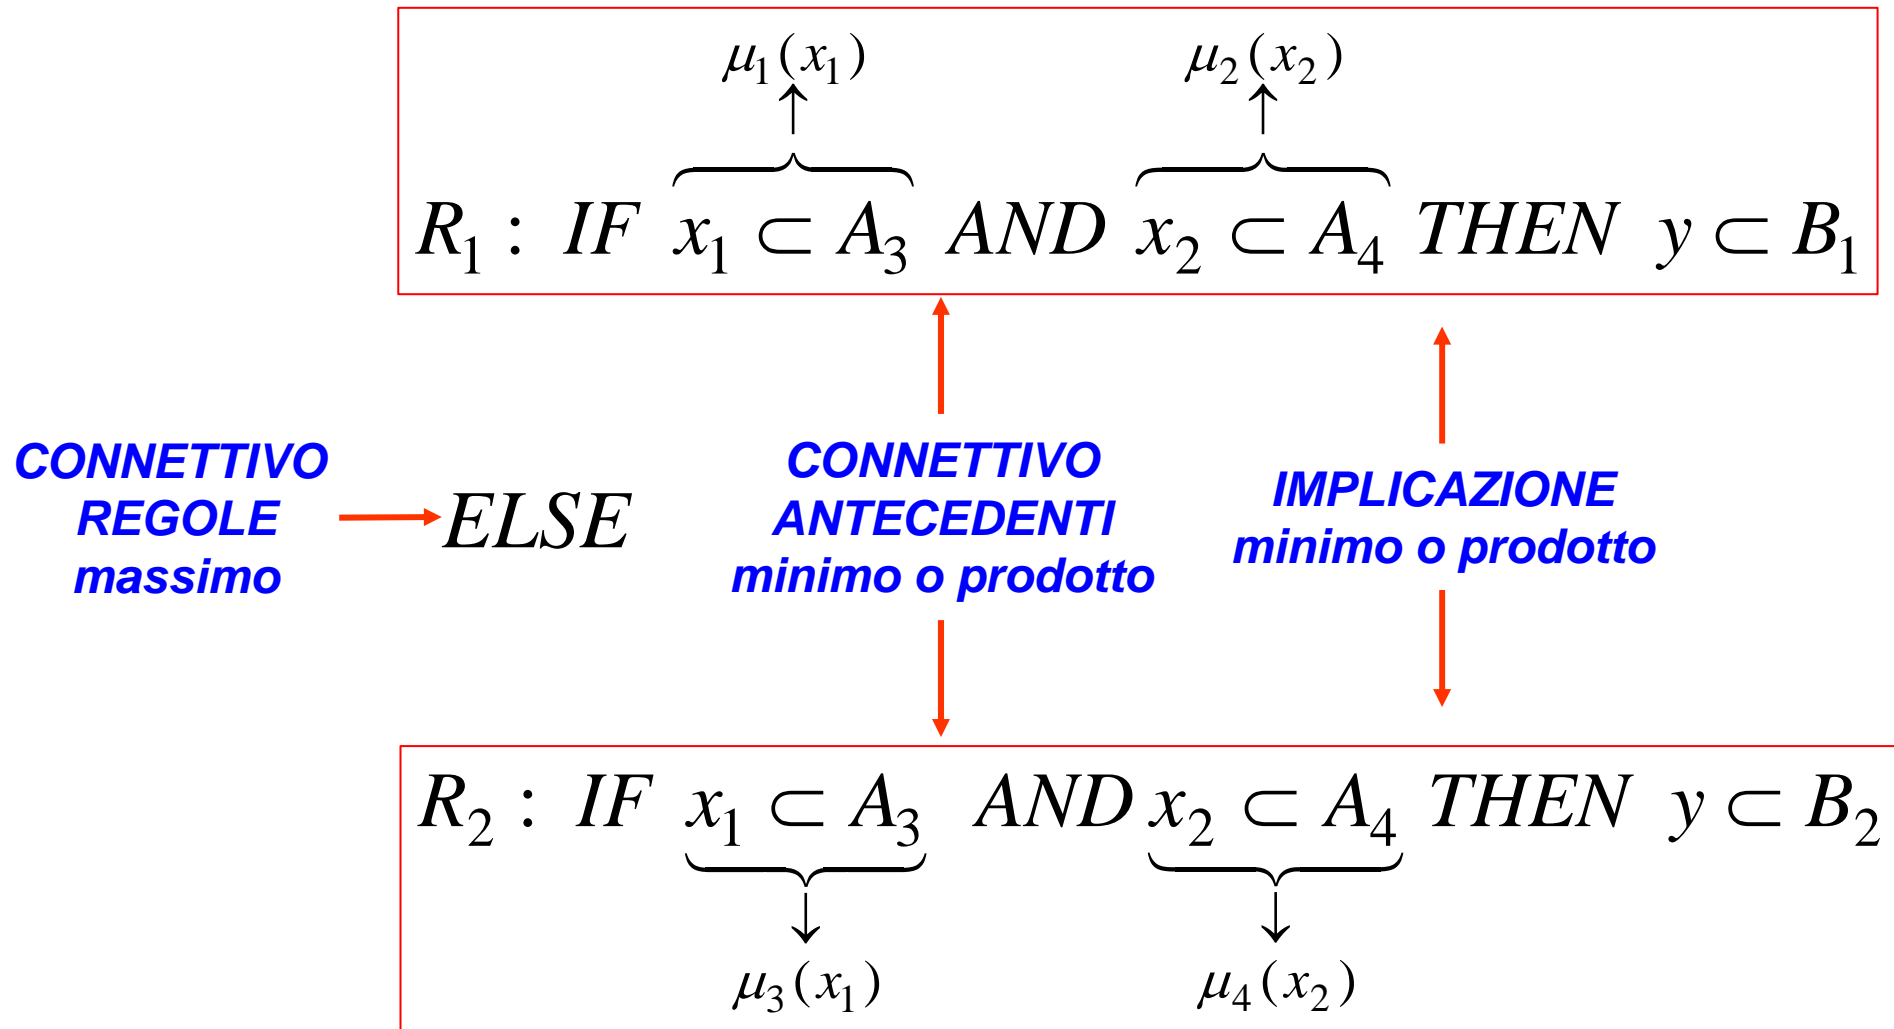 μ₁(x₁) μ₂(x₂)
R₁ : IF x₁ ⊂ A₃ AND x₂ ⊂ A₄ THEN y ⊂ B₁
CONNETTIVO
REGOLE
massimo
ELSE
CONNETTIVO
ANTECEDENTI
minimo o prodotto
IMPLICAZIONE
minimo o prodotto
R₂ : IF x₁ ⊂ A₃ AND x₂ ⊂ A₄ THEN y ⊂ B₂
μ₃(x₁) μ₄(x₂)